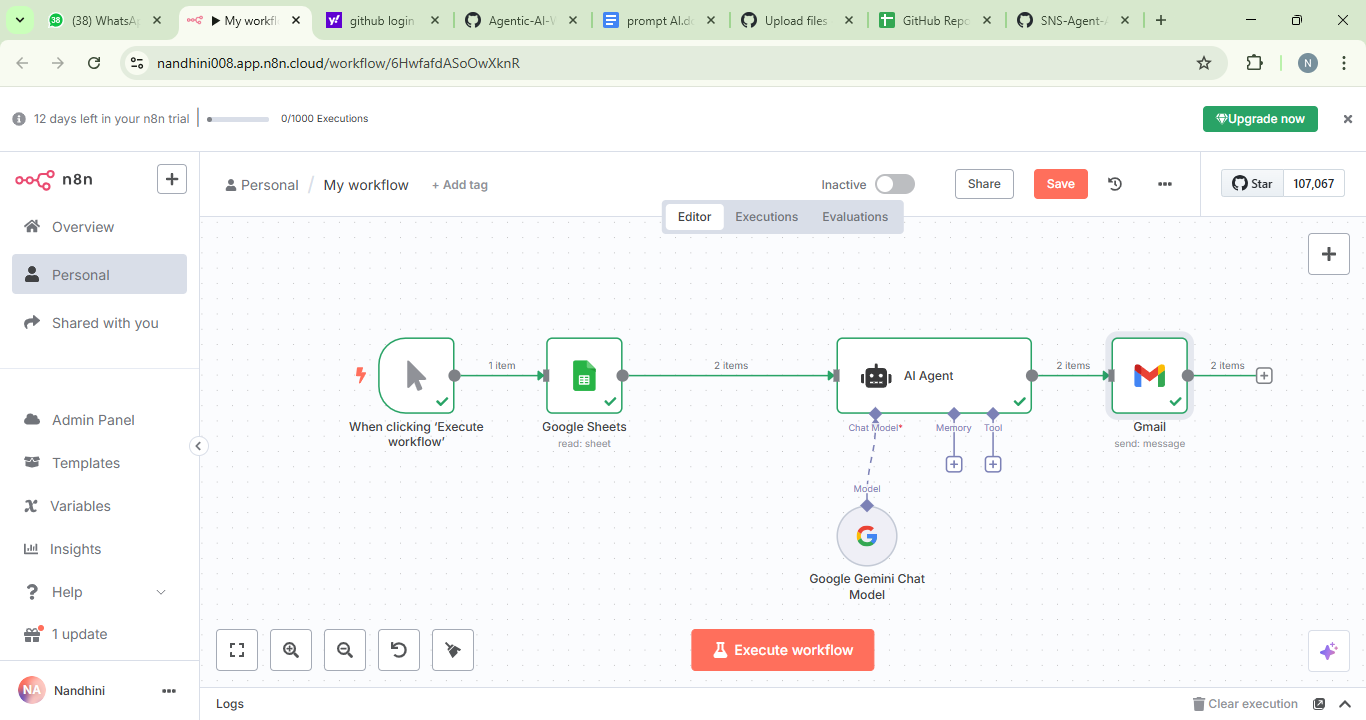 (38) WhatsA
My workfl
github login
Agentic-AI-W
prompt AI.do
Upload files
GitHub Repo
SNS-Agent-A
nandhini008.app.n8n.cloud/workflow/6HwfafdASoOwXknR
N
12 days left in your n8n trial
0/1000 Executions
Upgrade now
n8n
Personal / My workflow
+ Add tag
Inactive
Share
Save
Star
107,067
Editor
Executions
Evaluations
Overview
Personal
Shared with you
Admin Panel
Templates
Variables
Insights
Help
1 update
NA
Nandhini
1 item
2 items
2 items
2 items
AI Agent
When clicking ‘Execute
workflow’
Google Sheets
read: sheet
Chat Model*
Memory
Tool
Gmail
send: message
Model
Google Gemini Chat
Model
Execute workflow
Logs
Clear execution